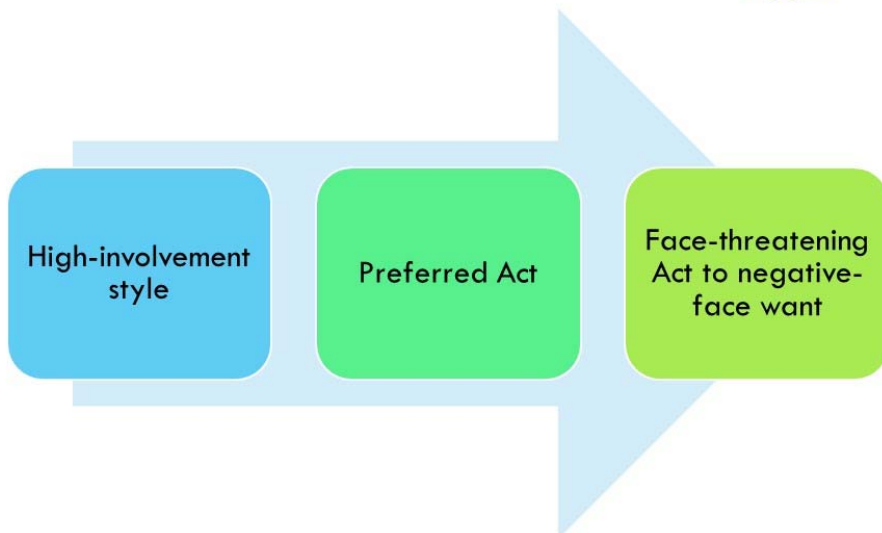 High-involvement
style
Preferred Act
Face-threatening
Act to negative-
face want